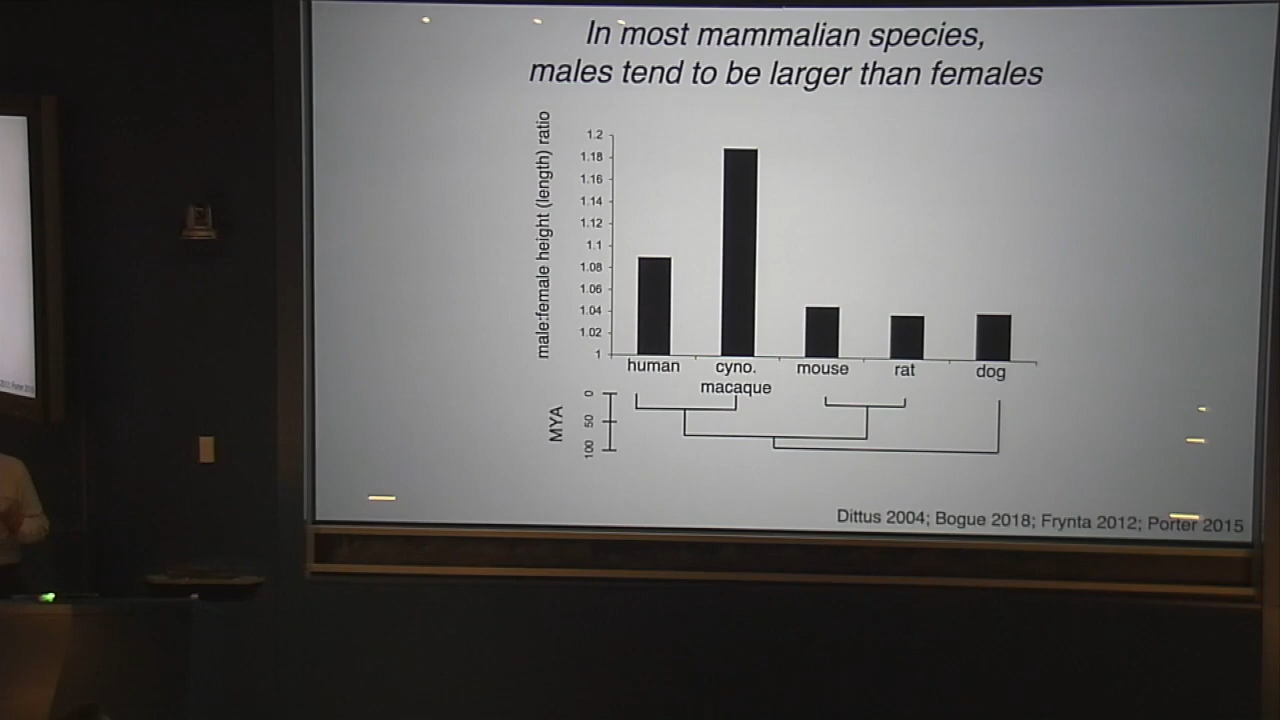 In most mammalian species,
males tend to be larger than females
male:female height (length) ratio
1.2
1.18
1.16
1.14
1.12
1.1
1.08
1.06
1.04
1.02
1
human
cyno.
macaque
mouse
rat
dog
MYA
0
50
100
Dittus 2004; Bogue 2018; Frynta 2012; Porter 2015